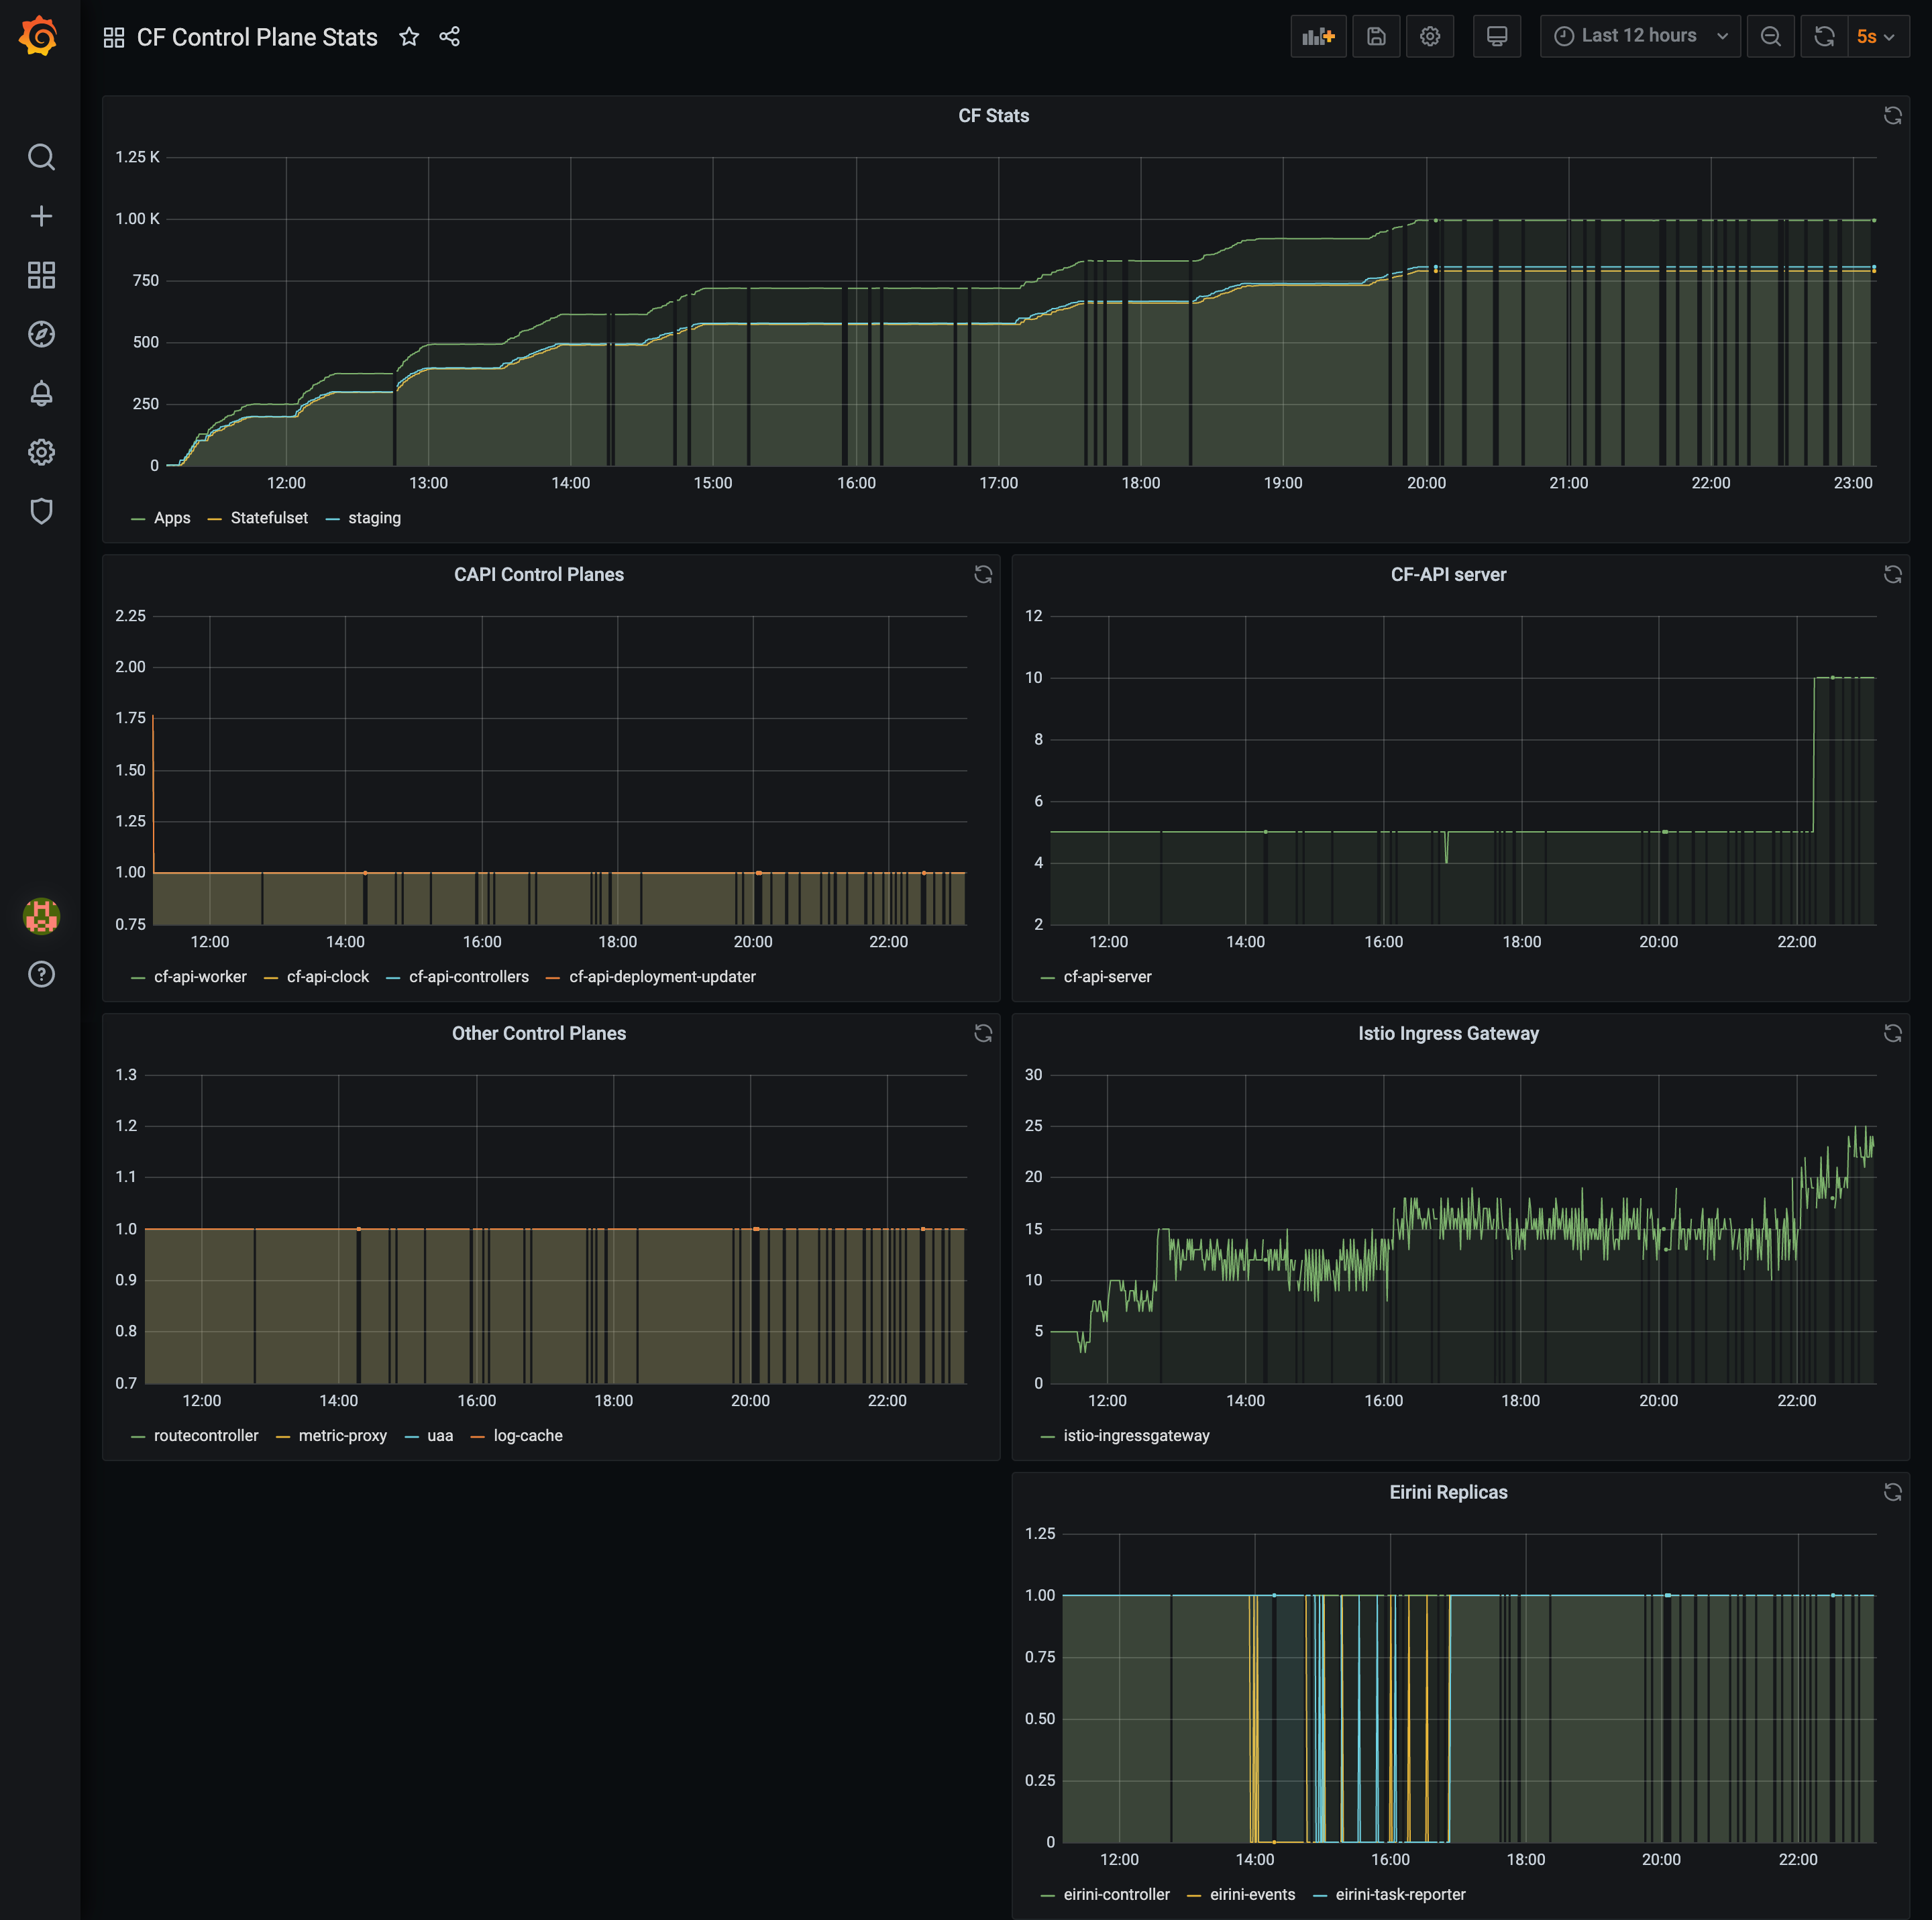 CF Control Plane Stats
Last 12 hours
5s
CF Stats
1.25 K
1.00 K
750
500
250
0
12:00 13:00 14:00 15:00 16:00 17:00 18:00 19:00 20:00 21:00 22:00 23:00
Apps Statefulset staging
CAPI Control Planes
2.25
2.00
1.75
1.50
1.25
1.00
0.75
12:00 14:00 16:00 18:00 20:00 22:00
cf-api-worker cf-api-clock cf-api-controllers cf-api-deployment-updater
CF-API server
12
10
8
6
4
2
12:00 14:00 16:00 18:00 20:00 22:00
cf-api-server
Other Control Planes
1.3
1.2
1.1
1.0
0.9
0.8
0.7
12:00 14:00 16:00 18:00 20:00 22:00
routecontroller metric-proxy uaa log-cache
Istio Ingress Gateway
30
25
20
15
10
5
0
12:00 14:00 16:00 18:00 20:00 22:00
istio-ingressgateway
Eirini Replicas
1.25
1.00
0.75
0.50
0.25
0
12:00 14:00 16:00 18:00 20:00 22:00
eirini-controller eirini-events eirini-task-reporter